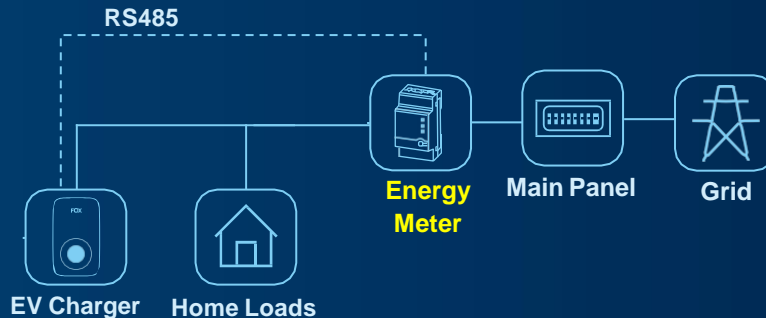 RS485
Energy
Meter
Main Panel
Grid
FOX
EV Charger
Home Loads